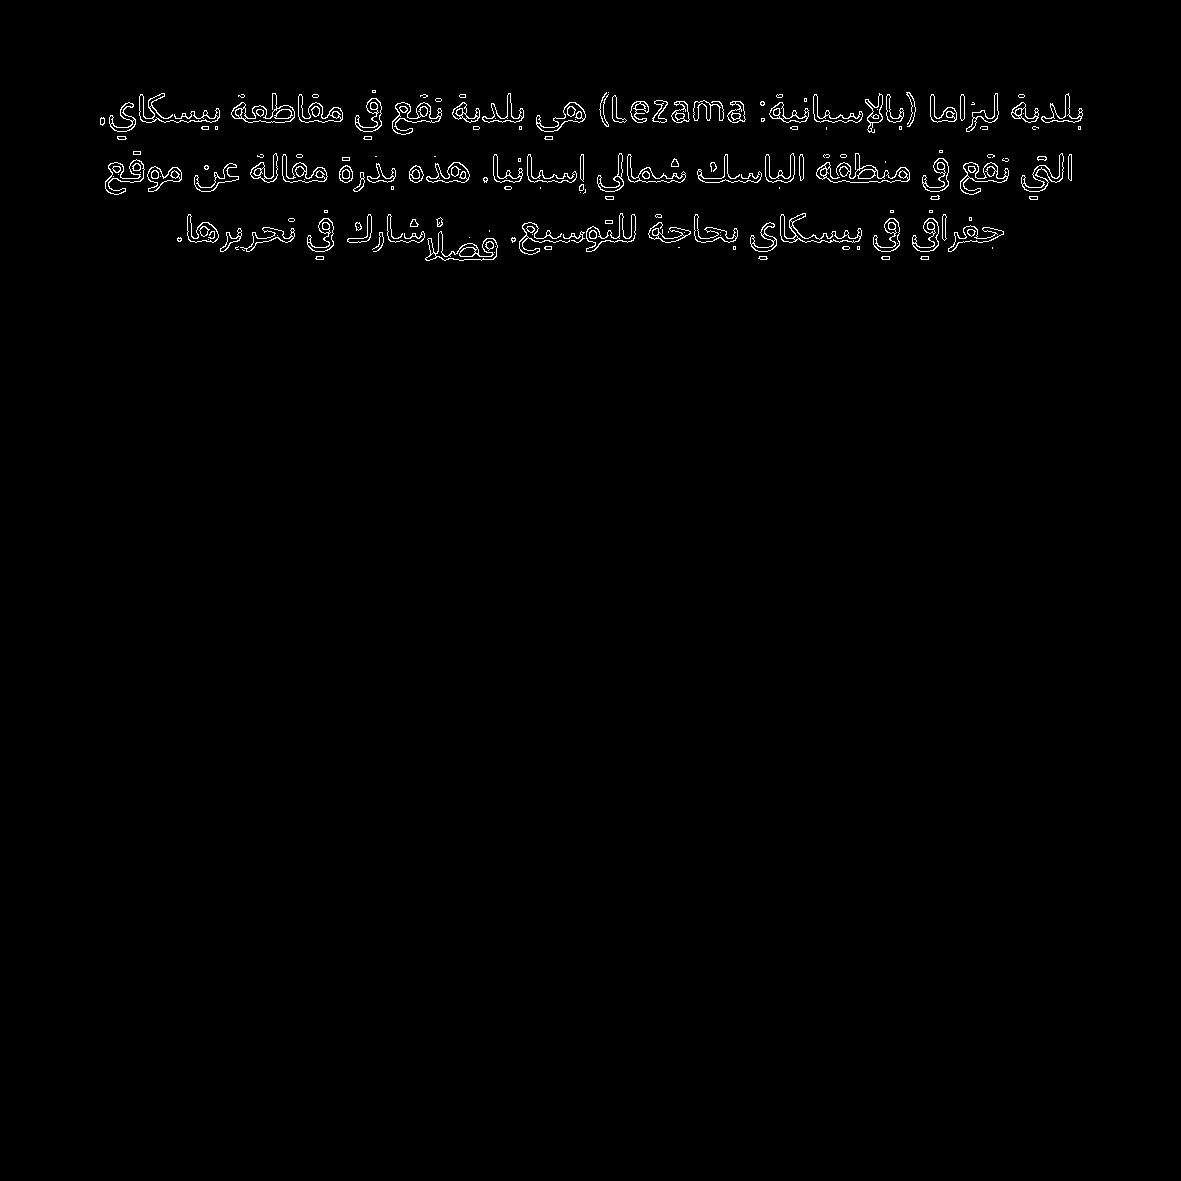 بلدية ليزاما (بالإسبانية: Lezama) هي بلدية تقع في مقاطعة بيسكاي.
التي تقع في منطقة الباسك شمالي إسبانيا. هذه بذرة مقالة عن موقع
جغرافي في بيسكاي بحاجة للتوسيع. فضلاً شارك في تحريرها.